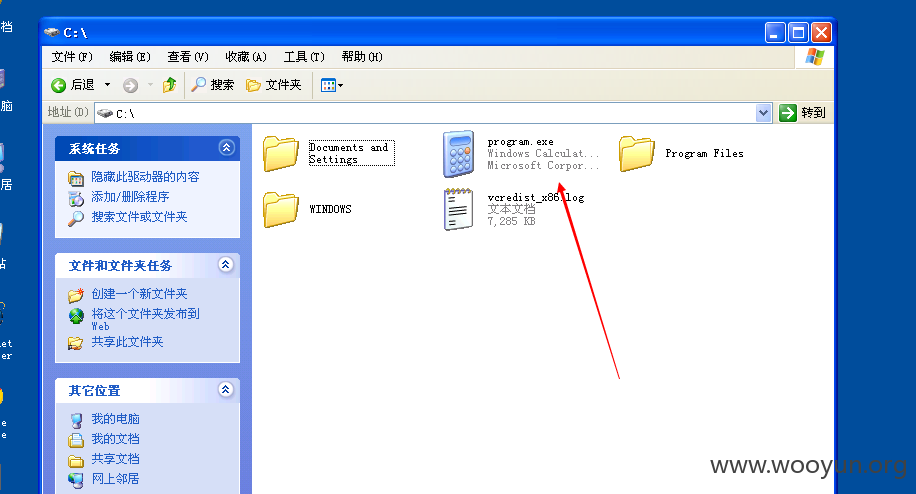 档
脑
居
站
et
er
e
e
C:\
文件(F) 编辑(E) 查看(V) 收藏(A) 工具(T) 帮助(H)
后退 搜索 文件夹
地址(D) C:\ 转到
系统任务
隐藏此驱动器的内容
添加/删除程序
搜索文件或文件夹
文件和文件夹任务
创建一个新文件夹
将这个文件夹发布到
Web
共享此文件夹
其它位置
我的电脑
我的文档
共享文档
网上邻居
Documents and
Settings
program.exe
Windows Calculat...
Microsoft Corpor...
Program Files
WINDOWS
vcredist_x86.log
文本文档
7,285 KB
www.wooyun.org